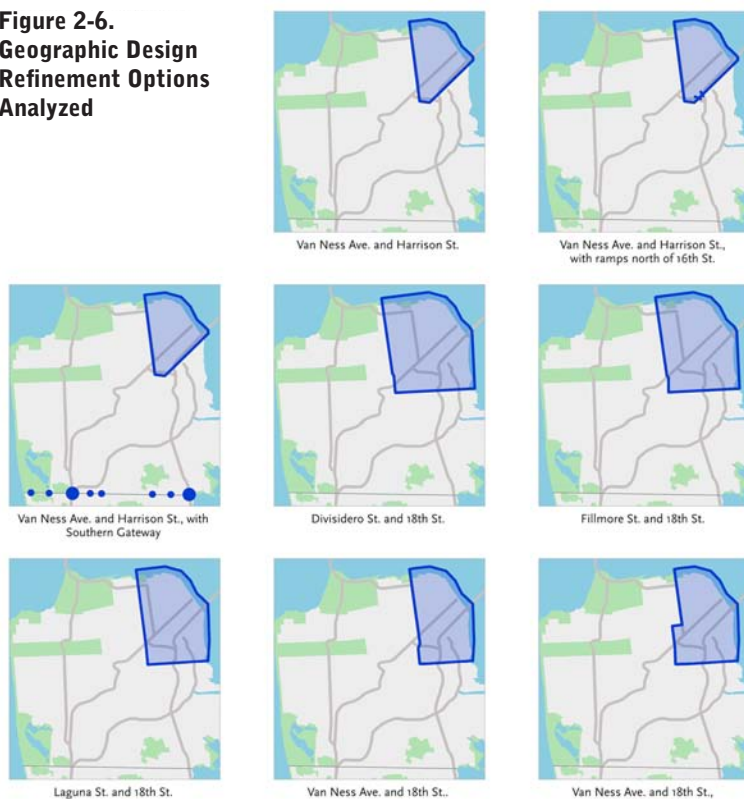 Figure 2-6.
Geographic Design
Refinement Options
Analyzed
Van Ness Ave. and Harrison St.
Van Ness Ave. and Harrison St.,
with ramps north of 16th St.
Van Ness Ave. and Harrison St., with
Southern Gateway
Divisidero St. and 18th St.
Fillmore St. and 18th St.
Laguna St. and 18th St.
Van Ness Ave. and 18th St..
Van Ness Ave. and 18th St.,